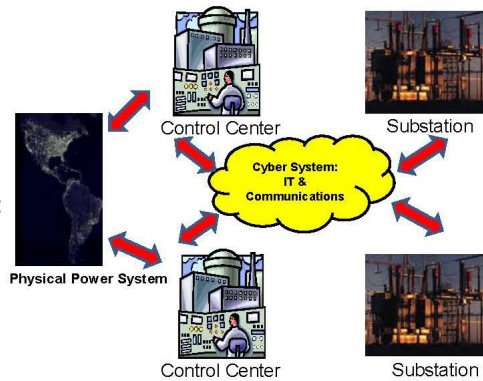 Control Center
Substation
Cyber System:
IT &
Communications
Physical Power System
Control Center
Substation